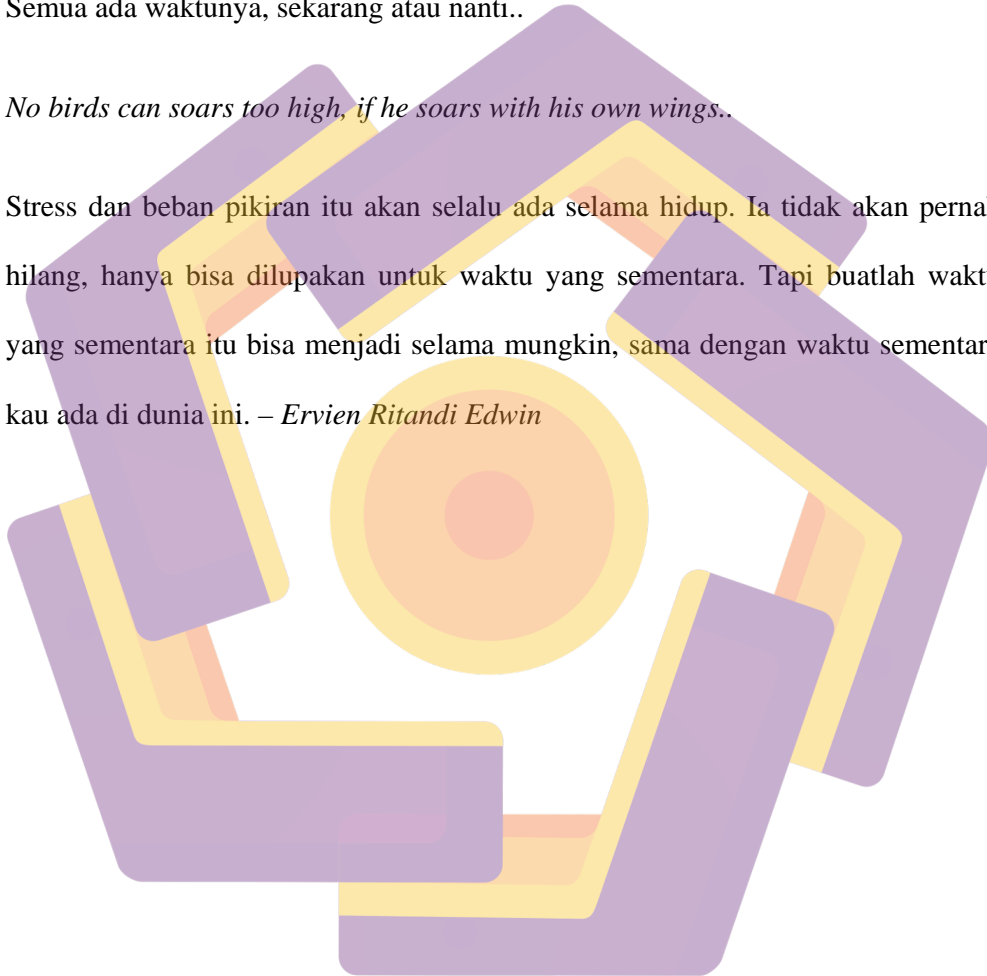 Semua ada waktunya, sekarang atau nanti..
No birds can soars too high, if he soars with his own wings..
Stress dan beban pikiran itu akan selalu ada selama hidup. Ia tidak akan perna
hilang, hanya bisa dilupakan untuk waktu yang sementara. Tapi buatlah wakt
yang sementara itu bisa menjadi selama mungkin, sama dengan waktu sementar
kau ada di dunia ini. – Ervien Ritandi Edwin